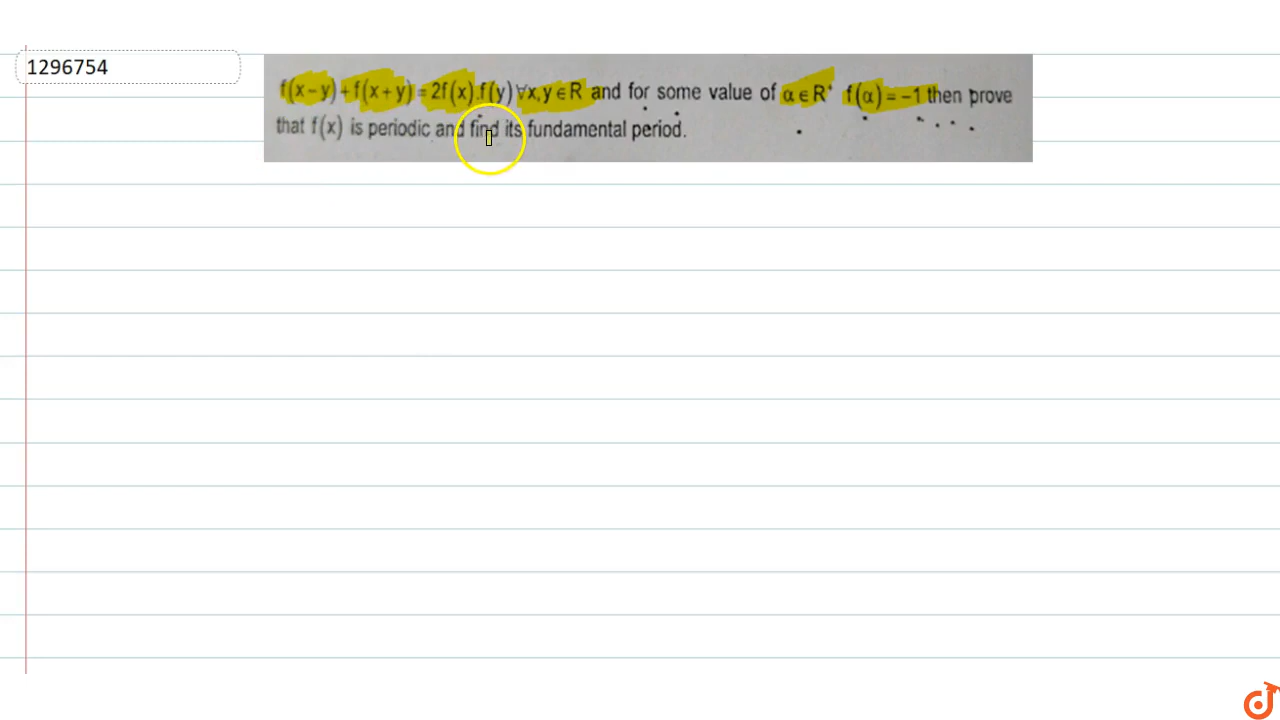 1296754
f(x-y)+f(x+y)=2f(x).f(y)∀x,y∈R and for some value of α∈R⁺ f(α)=-1 then prove
that f(x) is periodic and find its fundamental period.